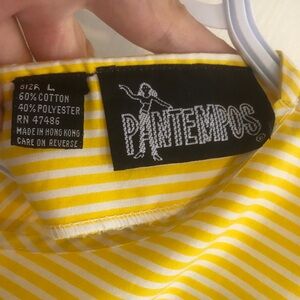 SIZE L
60% COTTON
40% POLYESTER
RN 47486
MADE IN HONG KONG
CARE ON REVERSE
PANTEMPOS